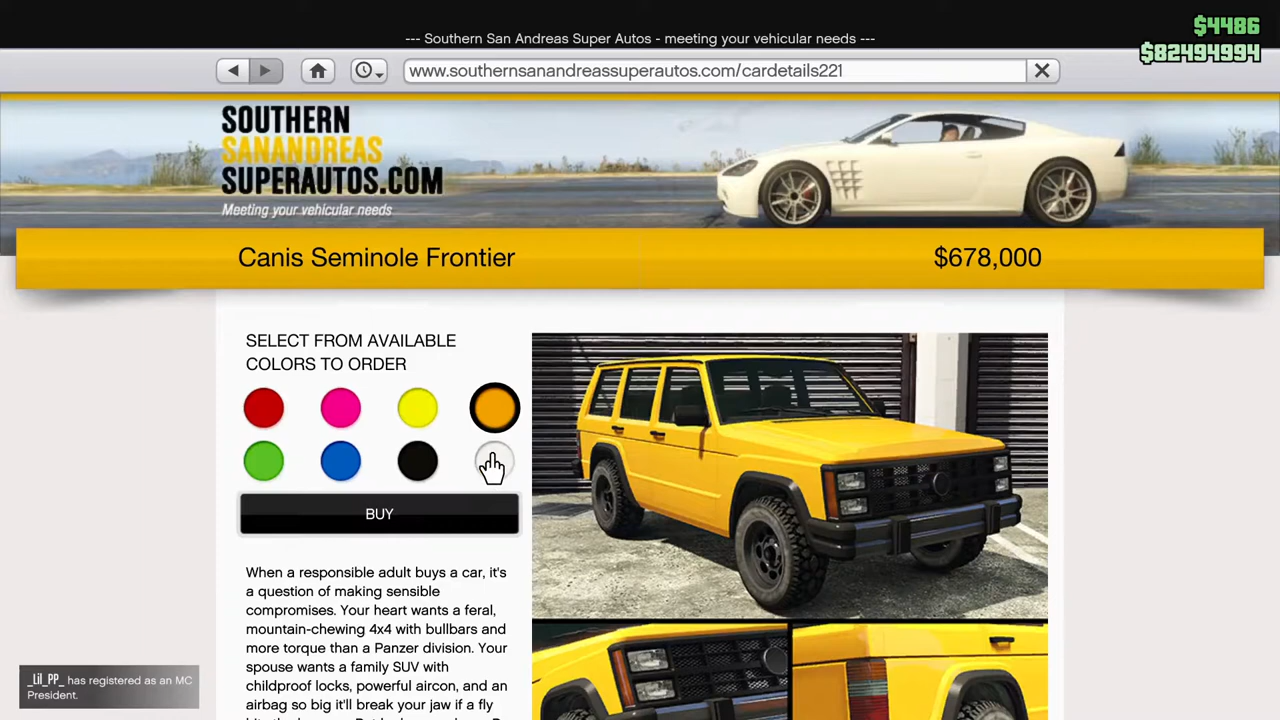 $4486
--- Southern San Andreas Super Autos - meeting your vehicular needs ---
$82494994
www.southernsanandreassuperautos.com/cardetails221
SOUTHERN
SANANDREAS
SUPERAUTOS.COM
Meeting your vehicular needs
Canis Seminole Frontier
$678,000
SELECT FROM AVAILABLE
COLORS TO ORDER
BUY
When a responsible adult buys a car, it's
a question of making sensible
compromises. Your heart wants a feral,
mountain-chewing 4x4 with bullbars and
more torque than a Panzer division. Your
spouse wants a family SUV with
childproof locks, powerful aircon, and an
airbag so big it'll break your jaw if a fly
_Lil_PP_ has registered as an MC
President.